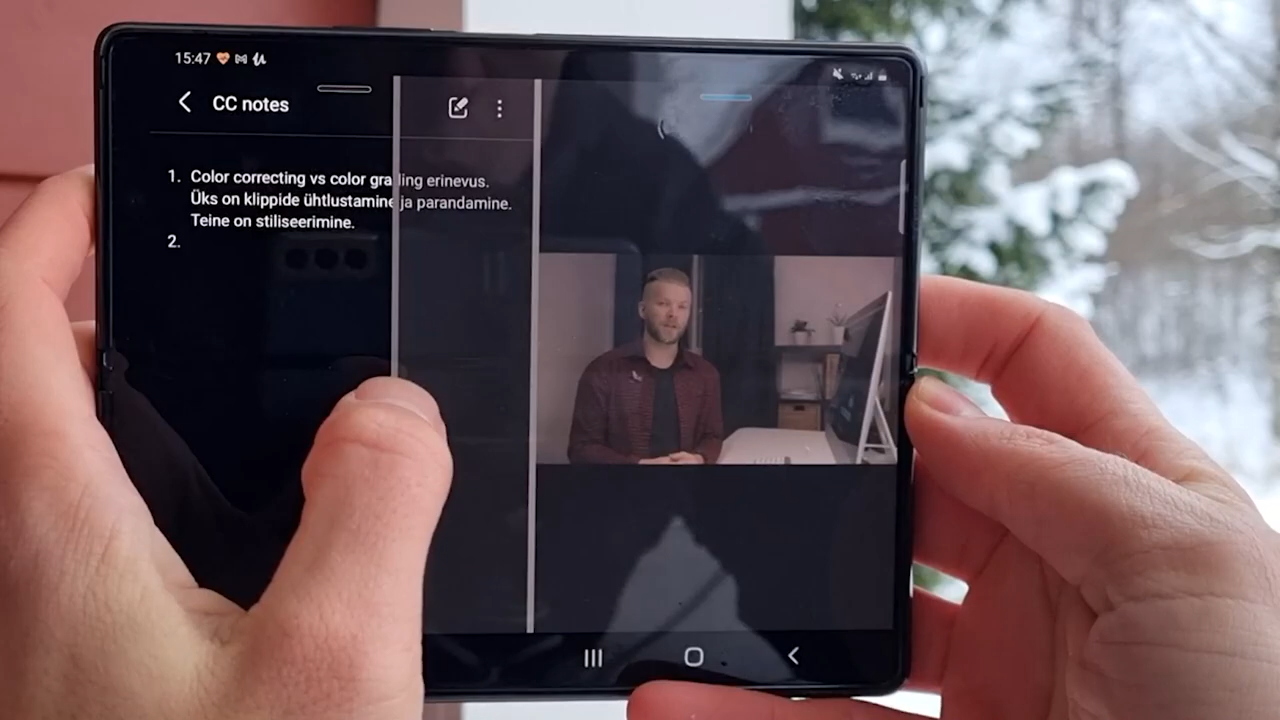 15:47
CC notes
1. Color correcting vs color grading erinevus.
Üks on klippide ühtlustamine ja parandamine.
Teine on stiliseerimine.
2.